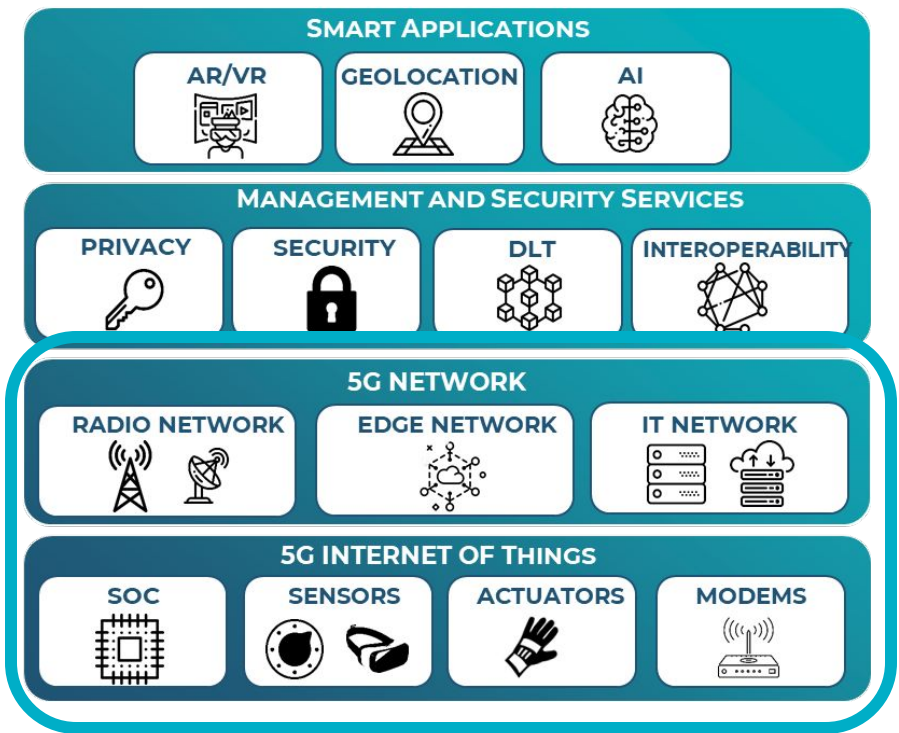 SMART APPLICATIONS
AR/VR
GEOLOCATION
AI
MANAGEMENT AND SECURITY SERVICES
PRIVACY
SECURITY
DLT
INTEROPERABILITY
5G NETWORK
RADIO NETWORK
EDGE NETWORK
IT NETWORK
5G INTERNET OF THINGS
SOC
SENSORS
ACTUATORS
MODEMS